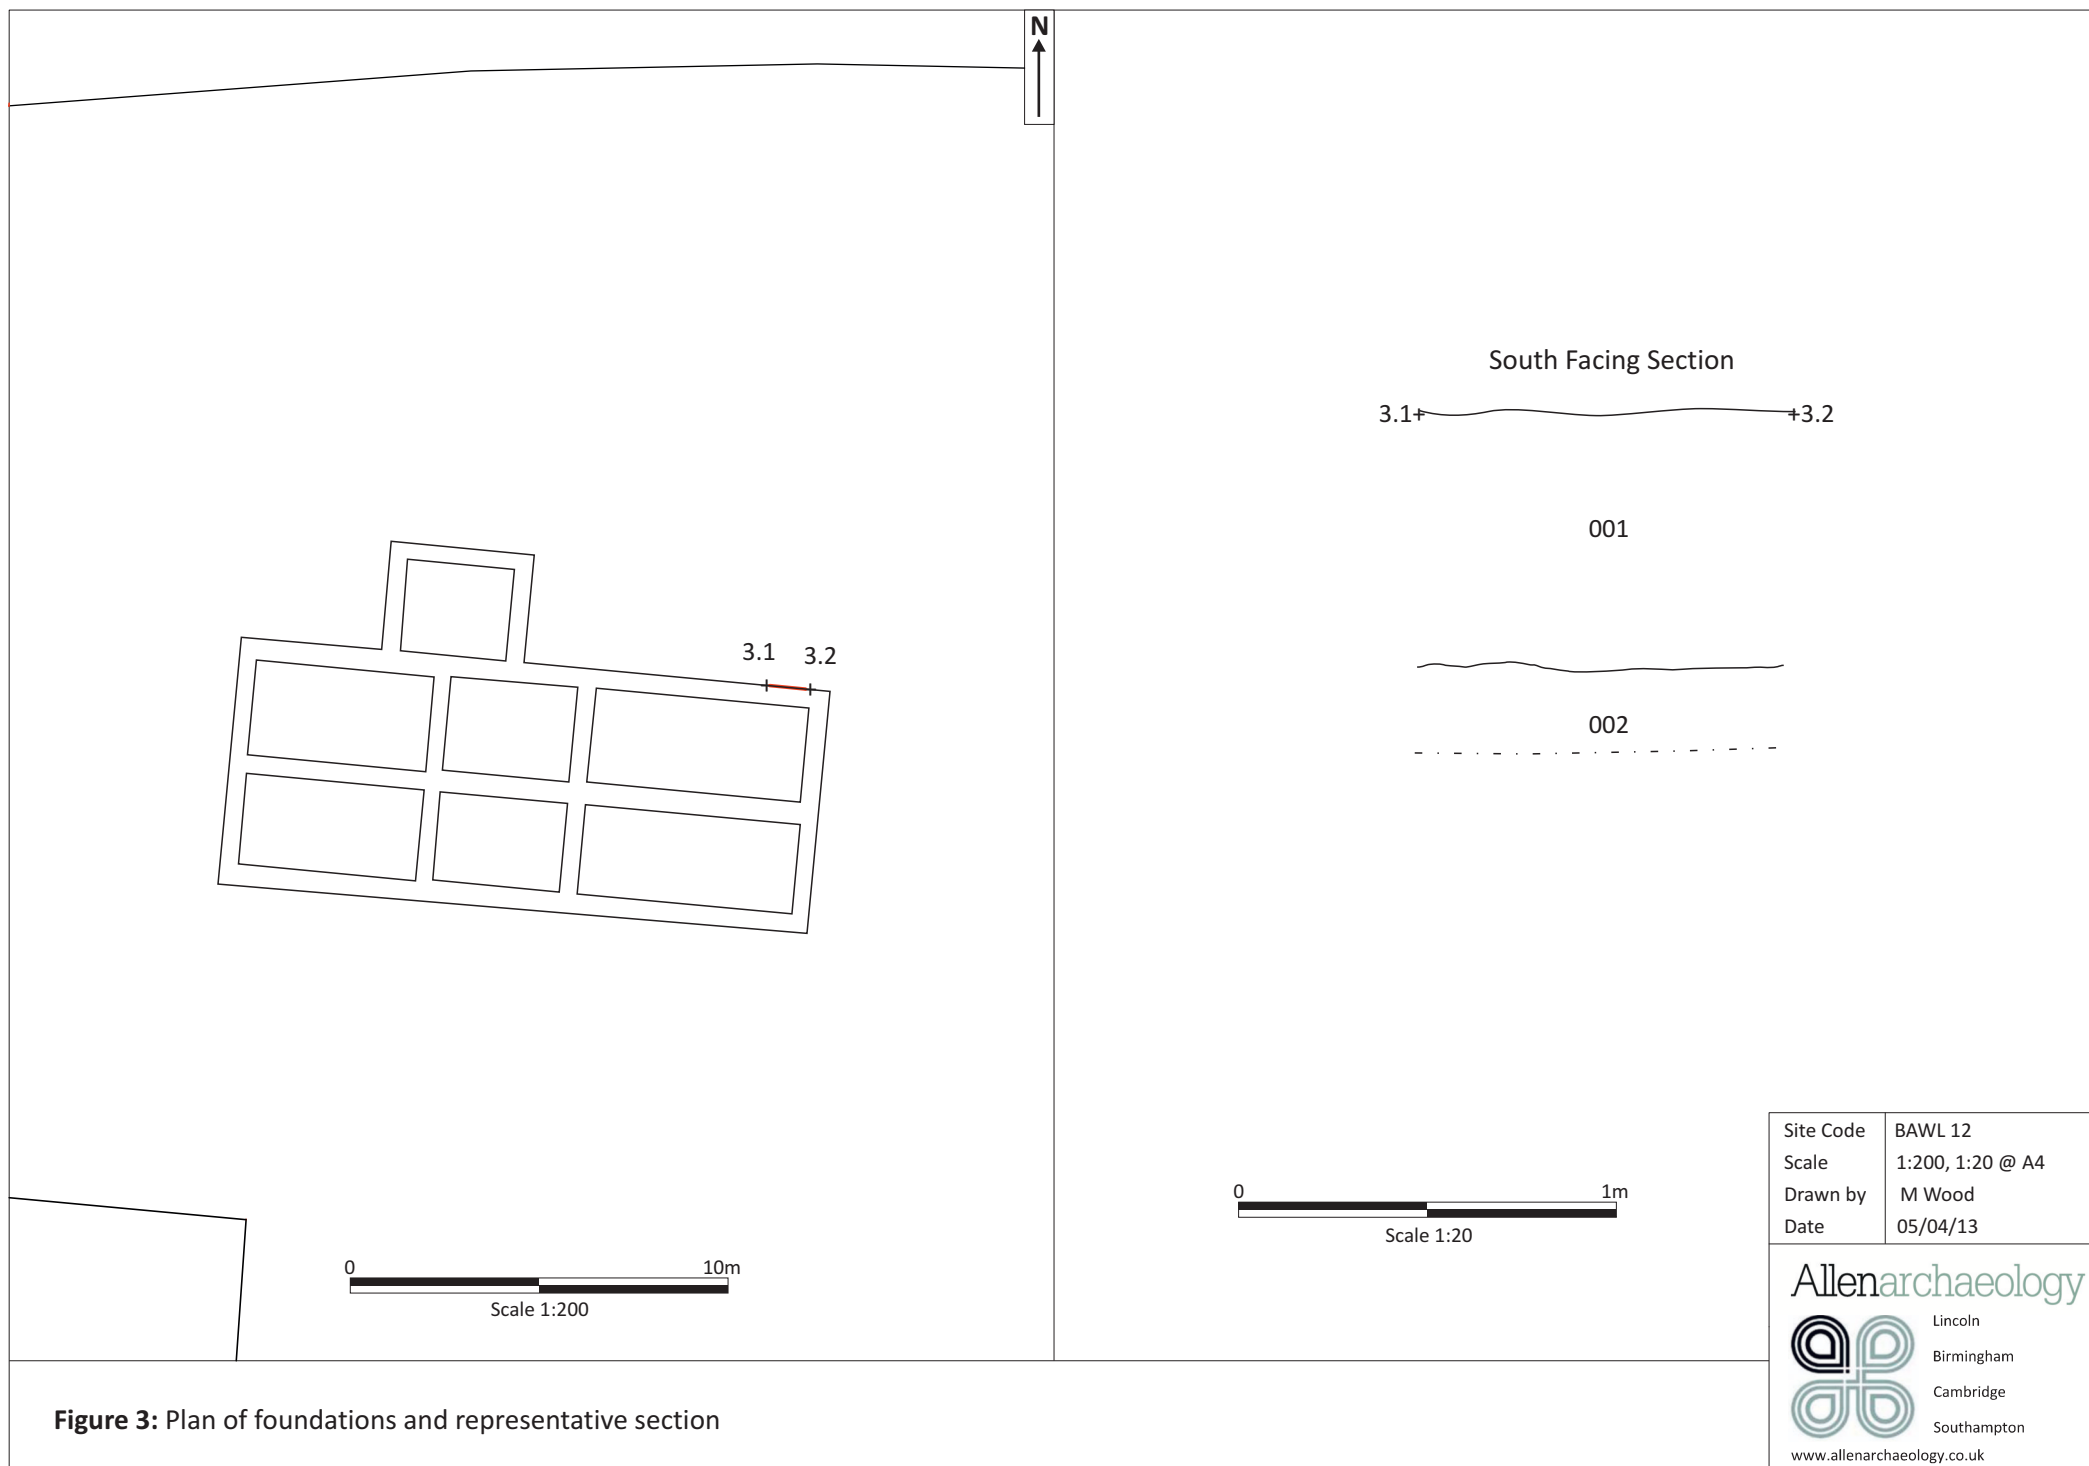 N
3.1 3.2
0 10m
Scale 1:200
South Facing Section
3.1 3.2
001
002
0 1m
Scale 1:20
Site Code BAWL 12
Scale 1:200, 1:20 @ A4
Drawn by M Wood
Date 05/04/13
Allenarchaeology
Lincoln
Birmingham
Cambridge
Southampton
www.allenarchaeology.co.uk
Figure 3: Plan of foundations and representative section